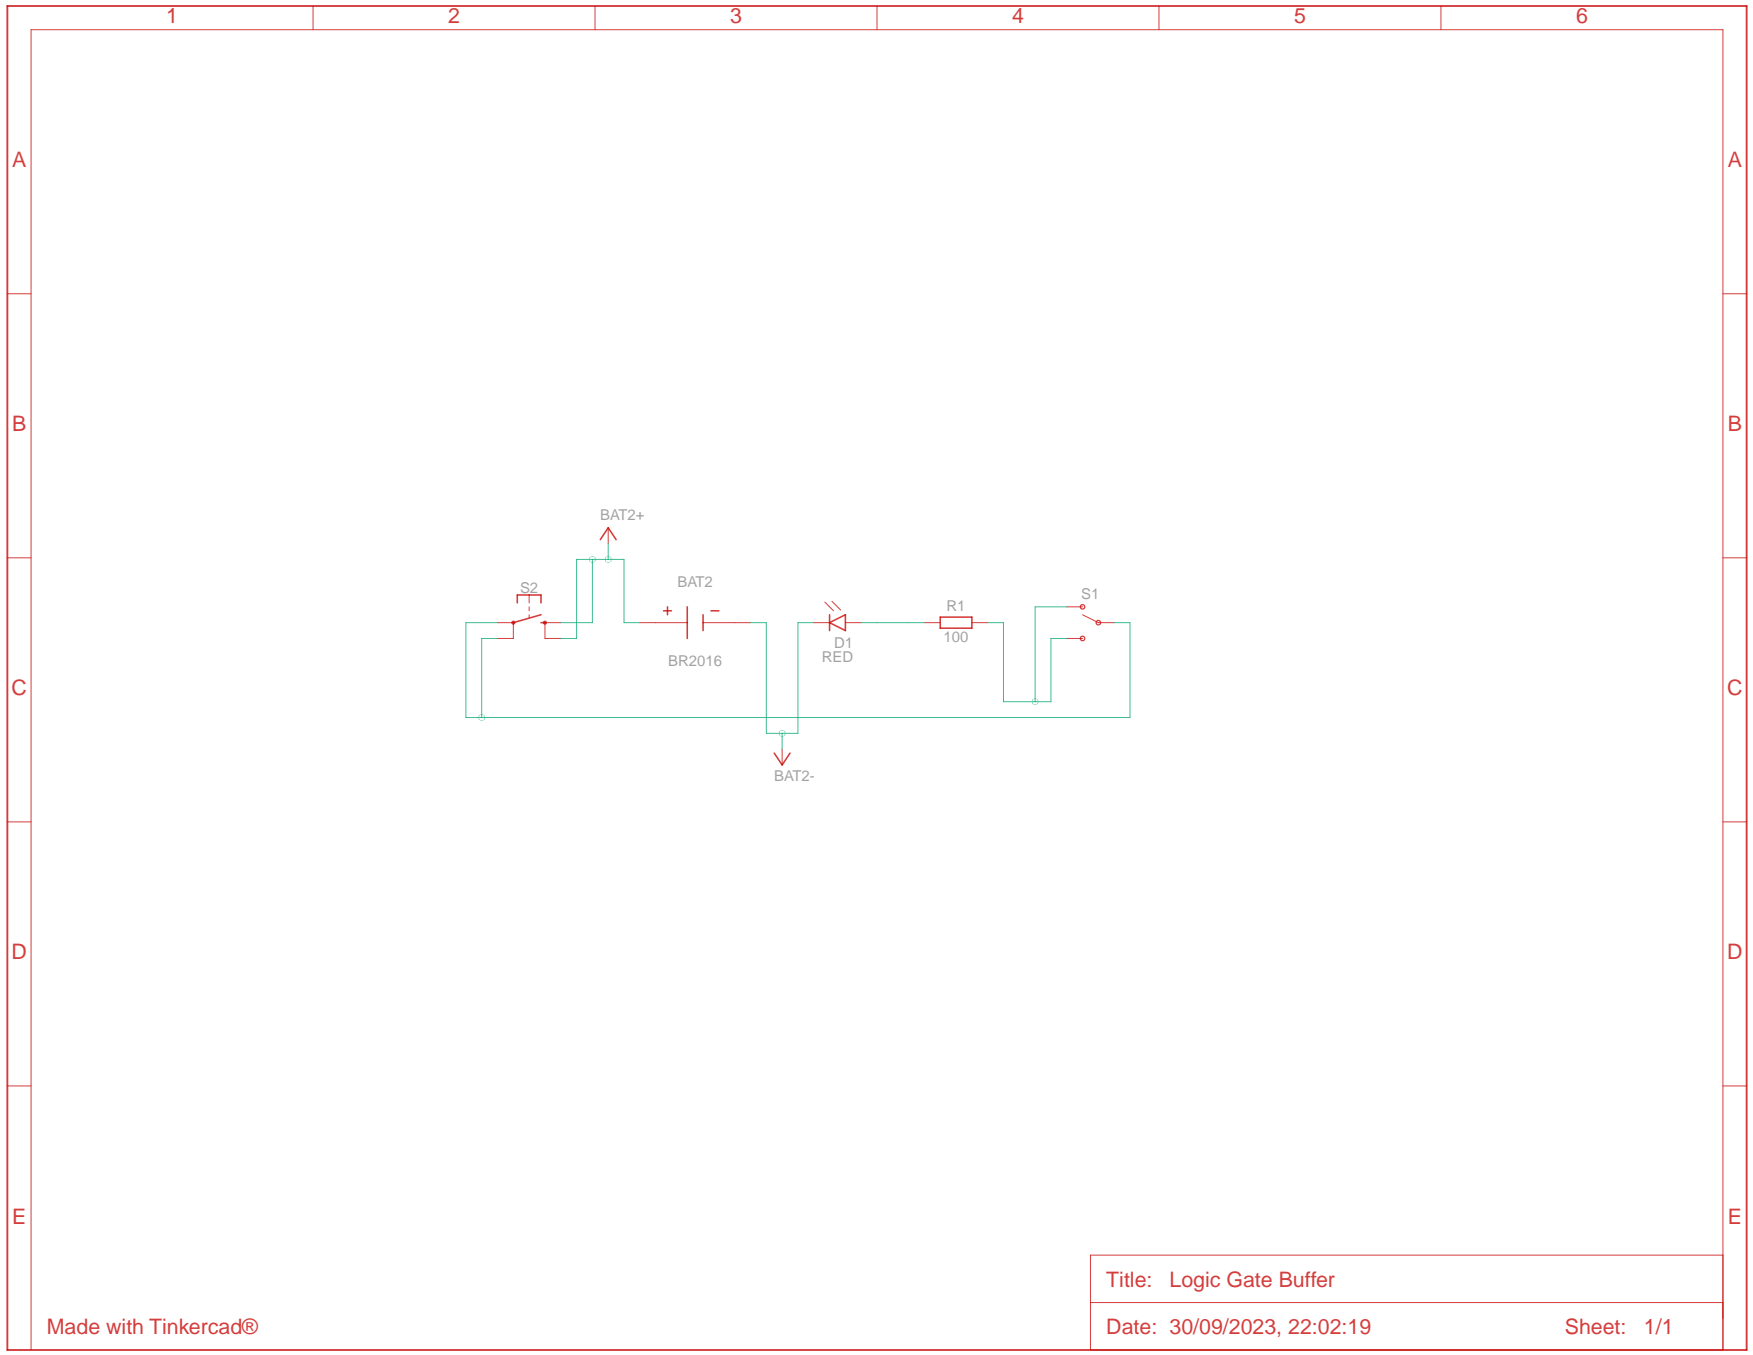 1 2 3 4 5 6
A A
B B
BAT2+
C C
S2 BAT2 S1
+ −
R1
D1 100
RED
BR2016
BAT2-
D D
E E
Title: Logic Gate Buffer
Made with Tinkercad® Date: 30/09/2023, 22:02:19 Sheet: 1/1